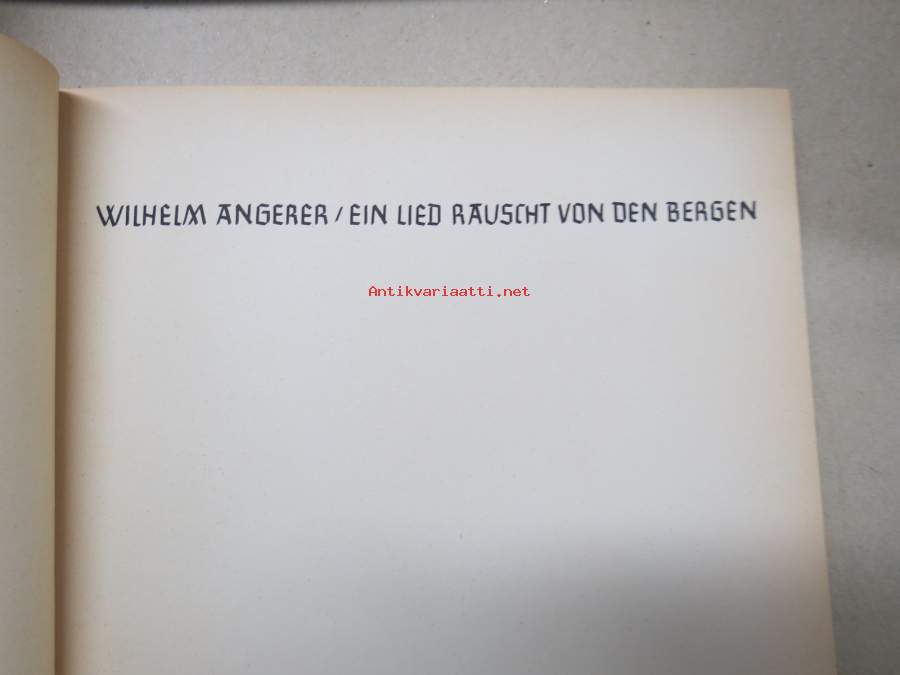 WILHELM ANGERER / EIN LIED RAUSCHT VON DEN BERGEN
Antikvariaatti.net